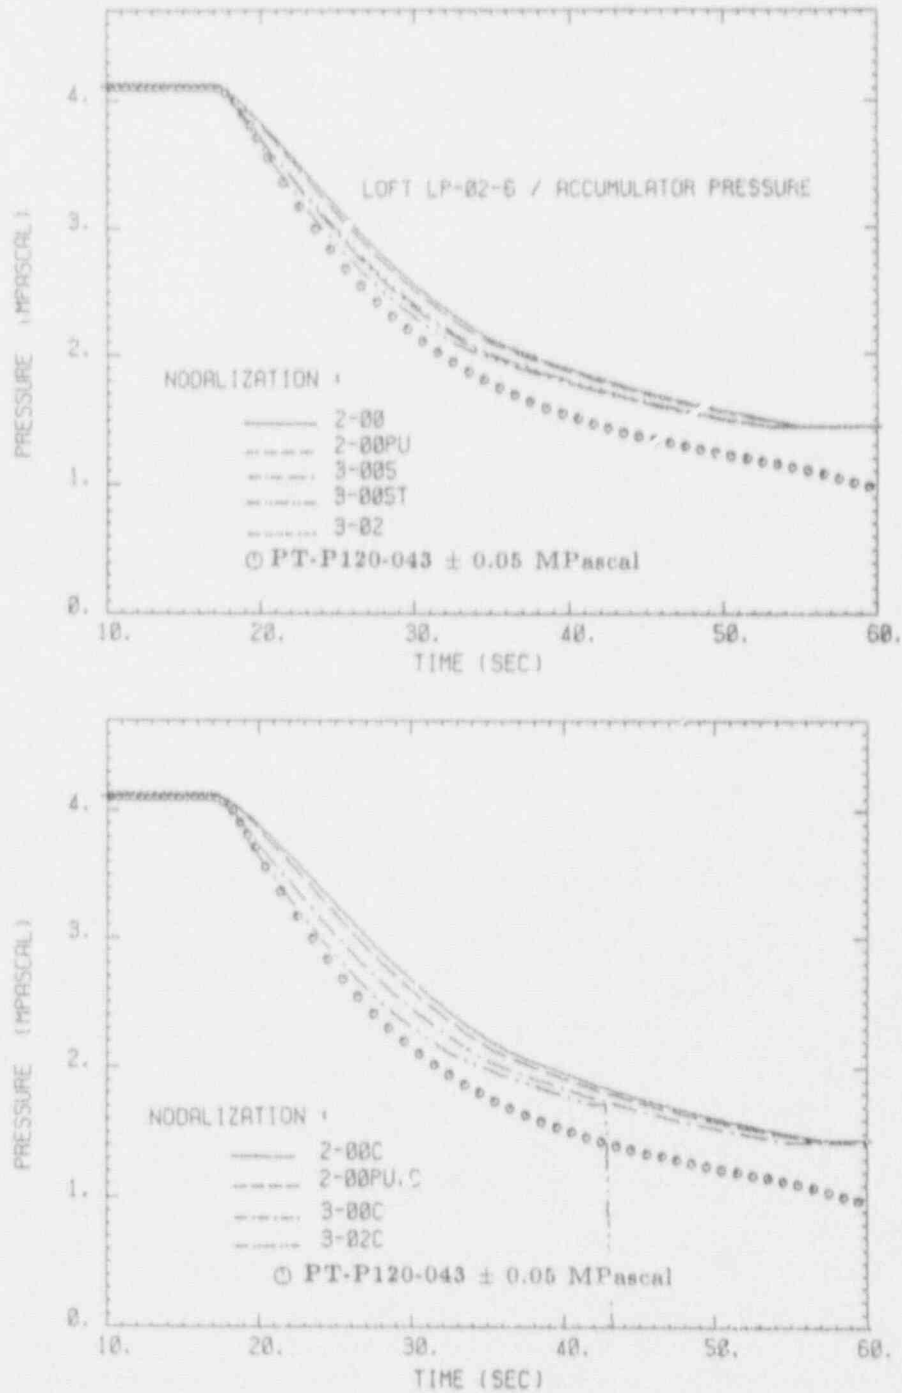 4.
3.
2.
1.
0.
PRESSURE (MPASCAL)
LOFT LP-02-6 / ACCUMULATOR PRESSURE
NODALIZATION :
2-00
2-00PU
3-00S
3-00ST
3-02
PT-P120-043 ± 0.05 MPascal
10. 20. 30. 40. 50. 60.
TIME (SEC)
4.
3.
2.
1.
0.
PRESSURE (MPASCAL)
NODALIZATION :
2-00C
2-00PU,C
3-00C
3-02C
PT-P120-043 ± 0.05 MPascal
10. 20. 30. 40. 50. 60.
TIME (SEC)